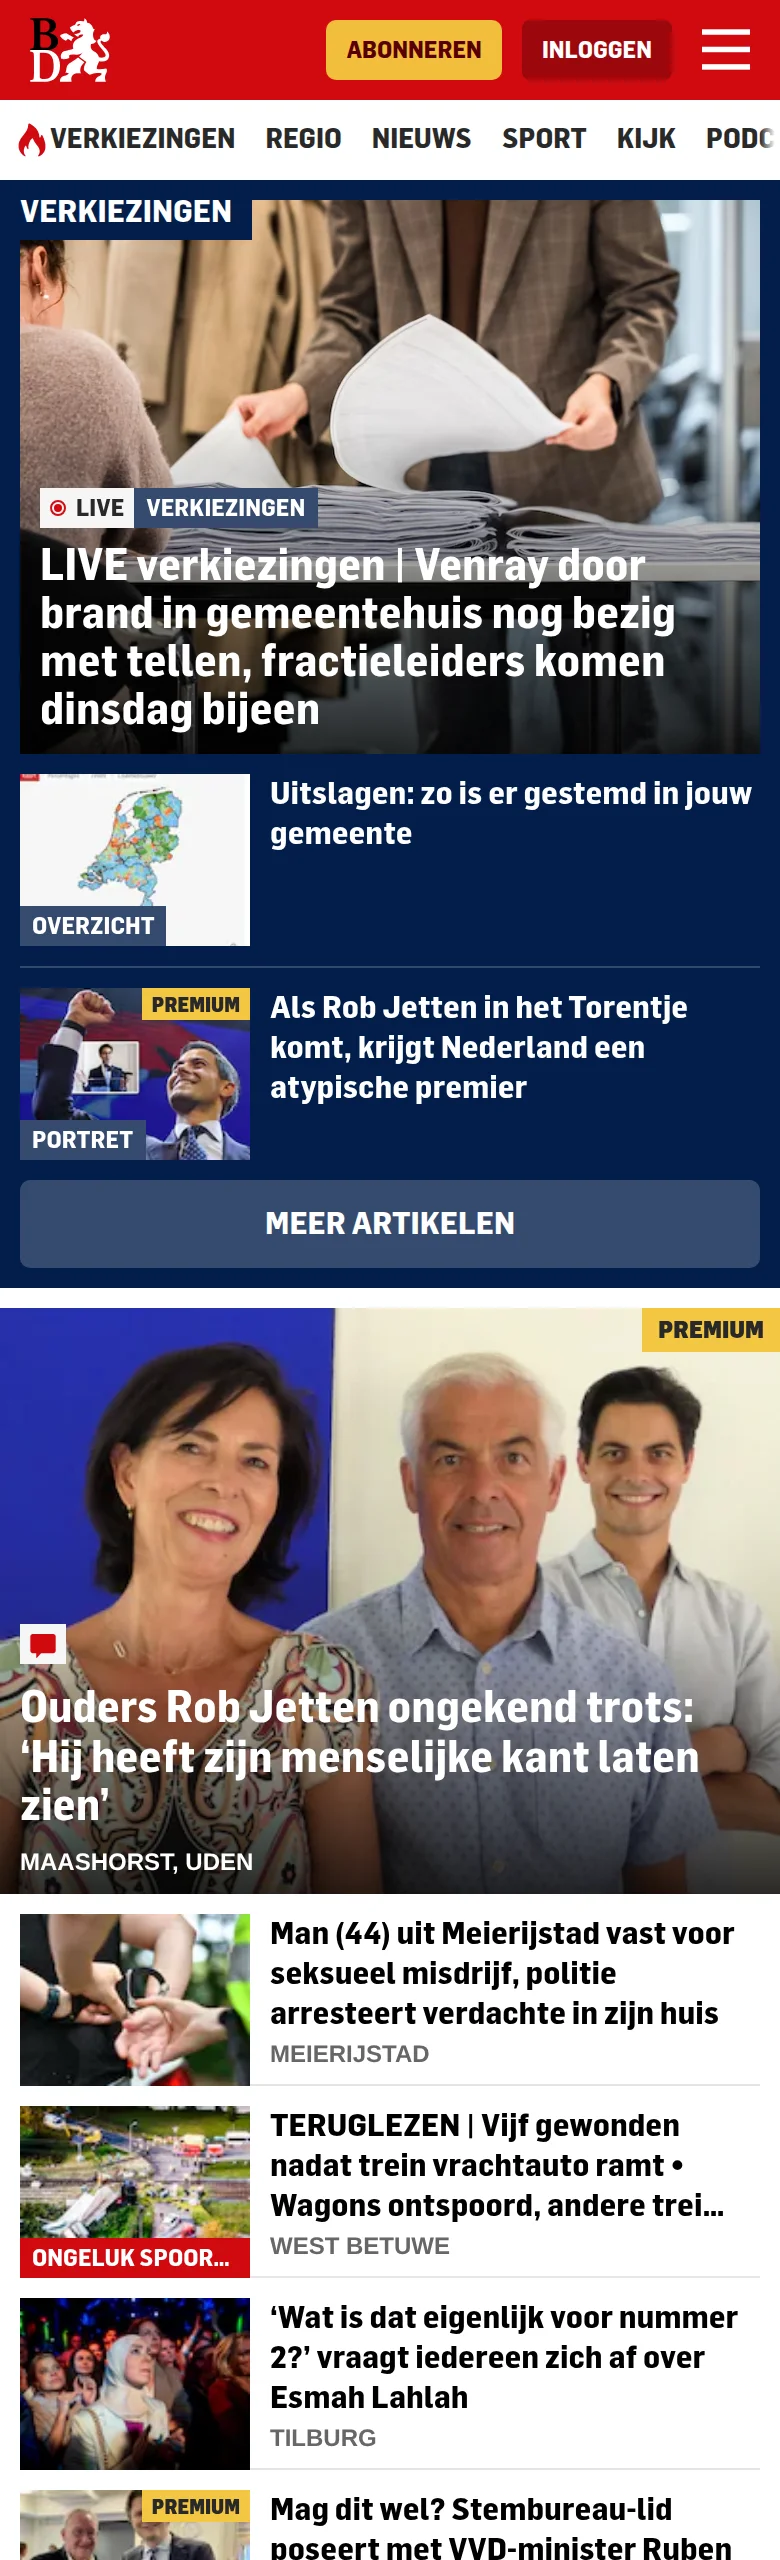 BD
ABONNEREN
INLOGGEN
VERKIEZINGEN
REGIO
NIEUWS
SPORT
KIJK
PODC
VERKIEZINGEN
LIVE
VERKIEZINGEN
LIVE verkiezingen | Venray door
brand in gemeentehuis nog bezig
met tellen, fractieleiders komen
dinsdag bijeen
Uitslagen: zo is er gestemd in jouw
gemeente
OVERZICHT
PREMIUM
Als Rob Jetten in het Torentje
komt, krijgt Nederland een
atypische premier
PORTRET
MEER ARTIKELEN
PREMIUM
Ouders Rob Jetten ongekend trots:
‘Hij heeft zijn menselijke kant laten
zien’
MAASHORST, UDEN
Man (44) uit Meierijstad vast voor
seksueel misdrijf, politie
arresteert verdachte in zijn huis
MEIERIJSTAD
TERUGLEZEN | Vijf gewonden
nadat trein vrachtauto ramt •
Wagons ontspoord, andere trei...
ONGELUK SPOOR...
WEST BETUWE
‘Wat is dat eigenlijk voor nummer
2?’ vraagt iedereen zich af over
Esmah Lahlah
TILBURG
PREMIUM
Mag dit wel? Stembureau-lid
poseert met VVD-minister Ruben